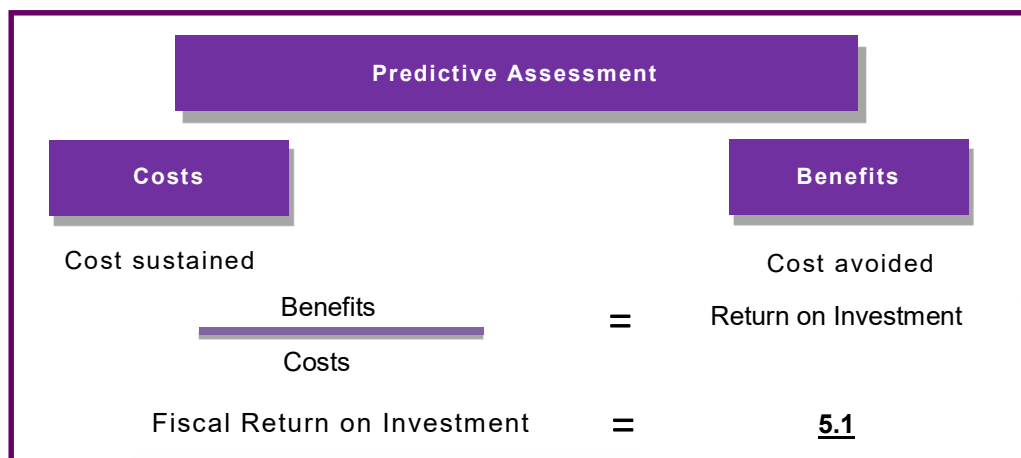 Predictive Assessment
Costs
Benefits
Cost sustained
Cost avoided
Benefits
Costs
= Return on Investment
Fiscal Return on Investment = 5.1